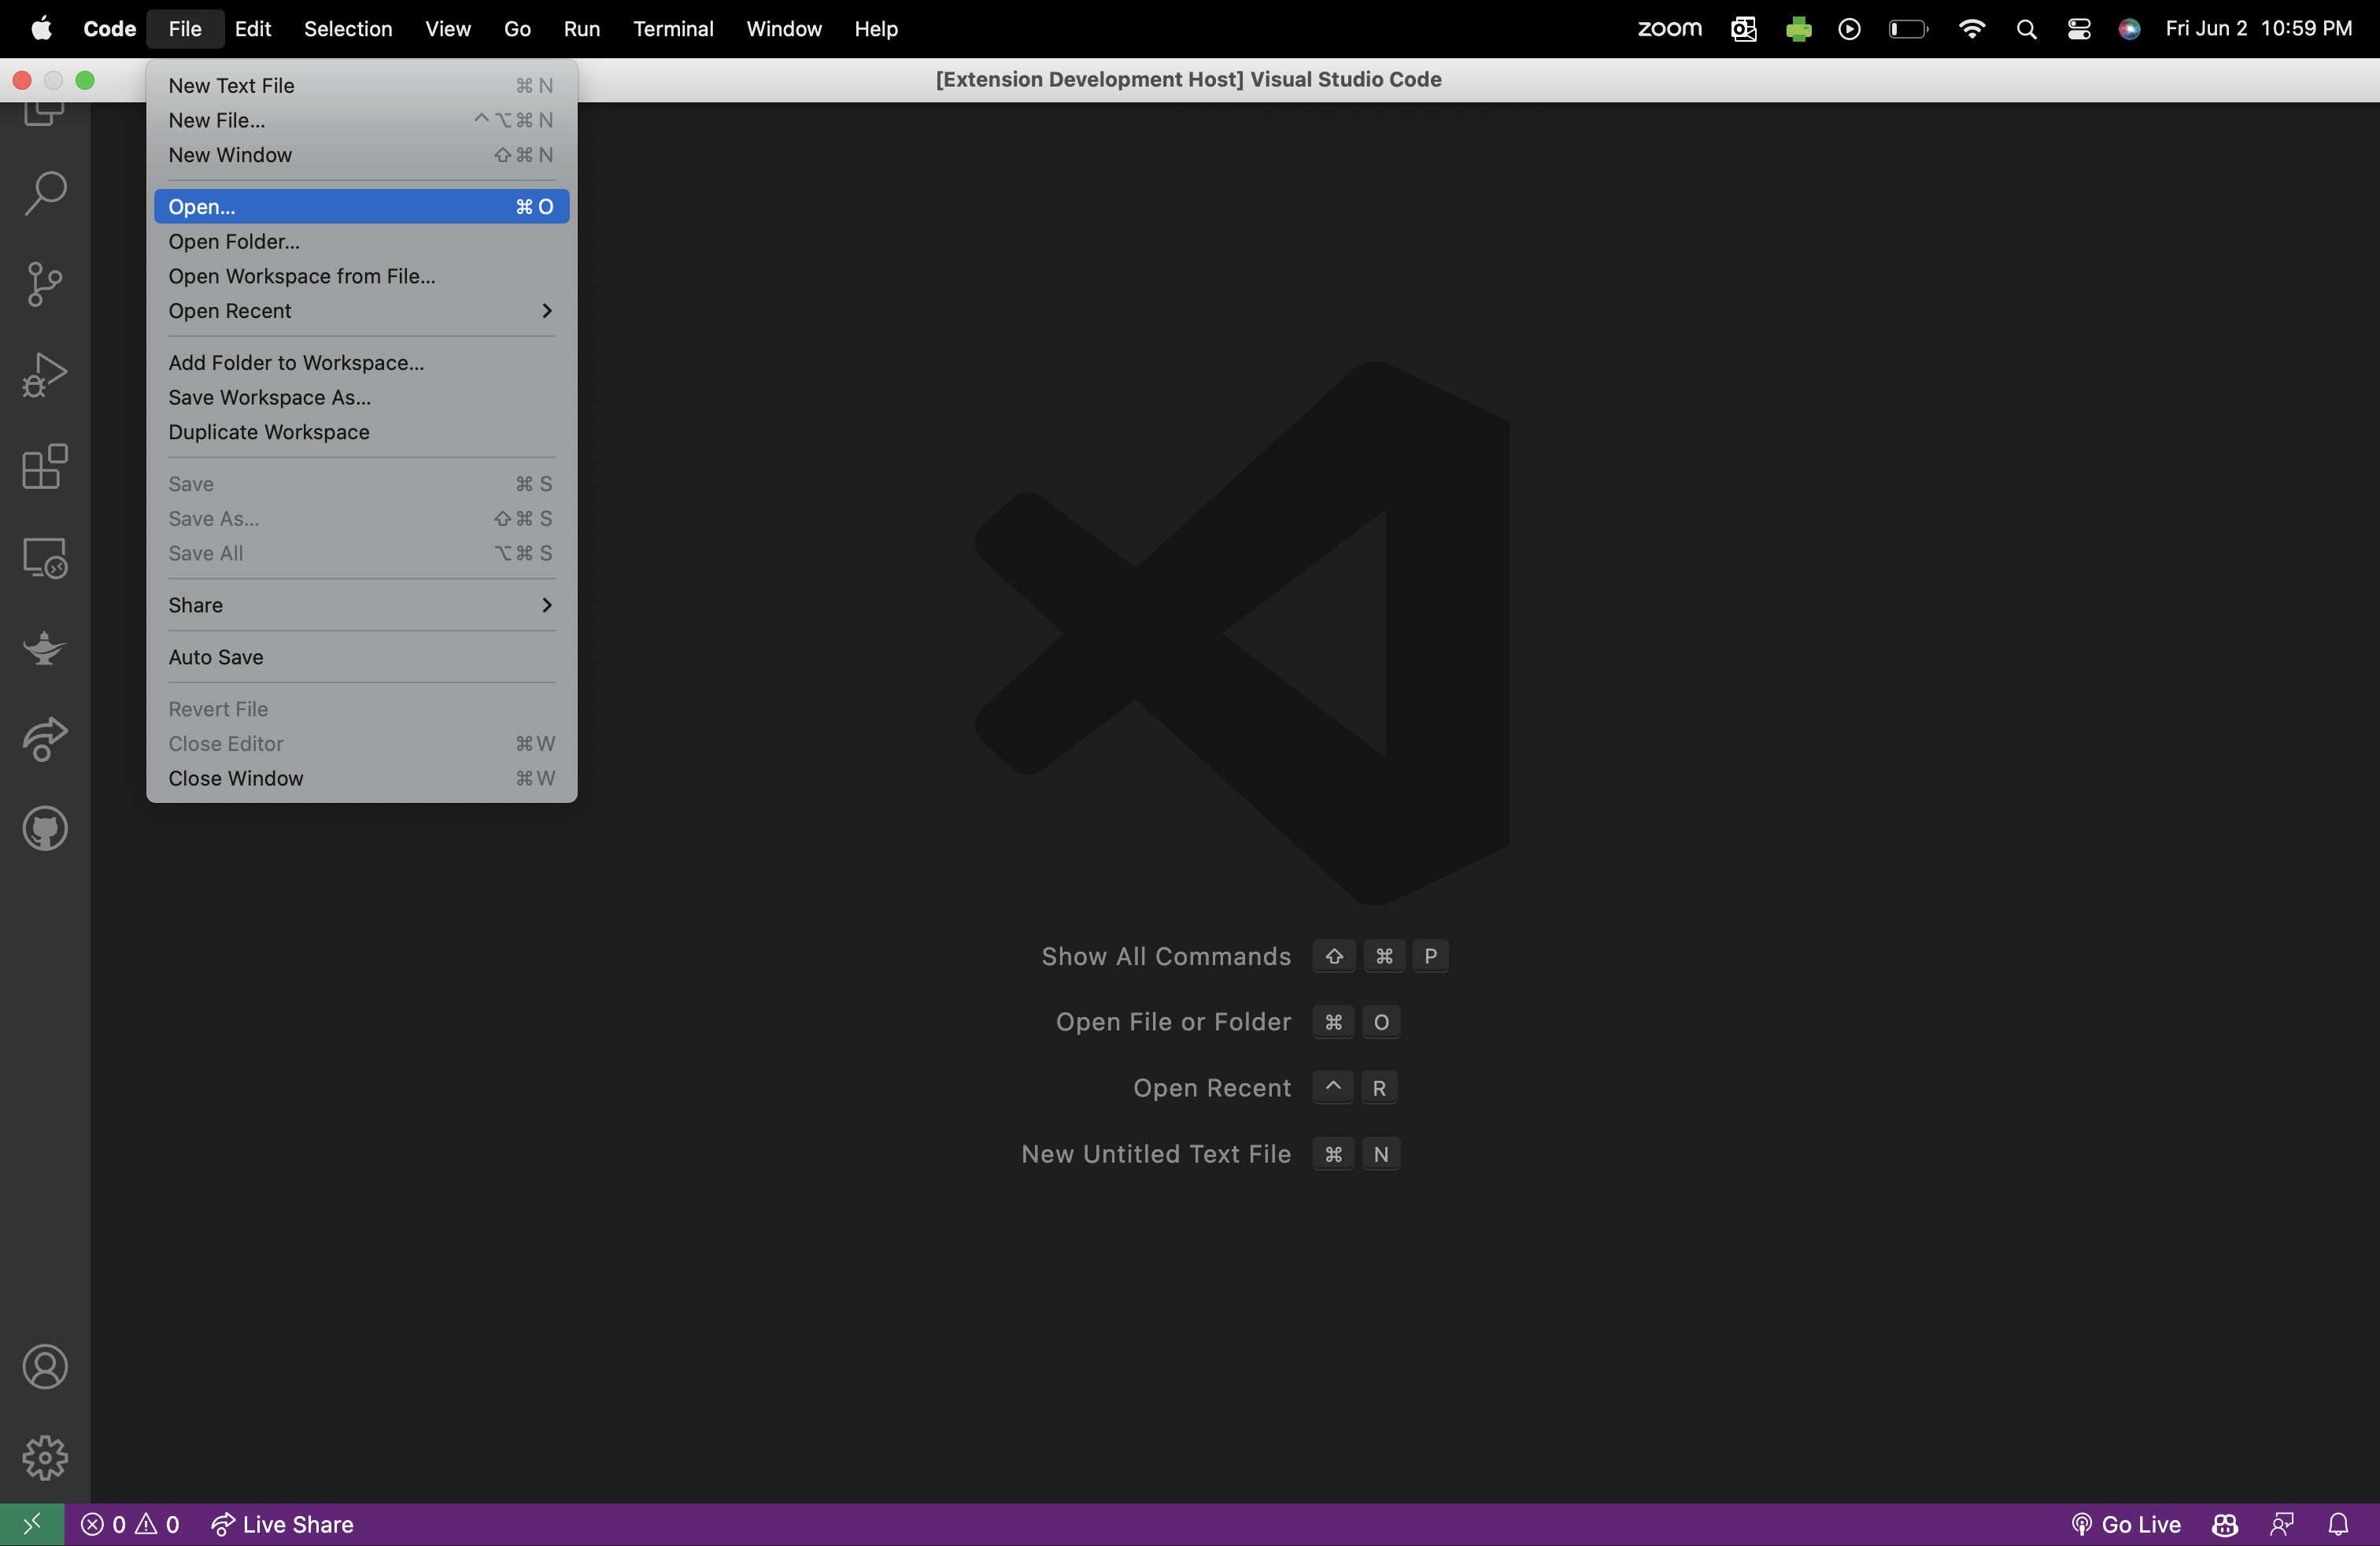 Code File Edit Selection View Go Run Terminal Window Help zoom Fri Jun 2 10:59 PM
[Extension Development Host] Visual Studio Code
New Text File ⌘ N
New File... ^⌥⌘ N
New Window ⇧⌘ N
Open... ⌘ O
Open Folder...
Open Workspace from File...
Open Recent >
Add Folder to Workspace...
Save Workspace As...
Duplicate Workspace
Save ⌘ S
Save As... ⇧⌘ S
Save All ⌥⌘ S
Share >
Auto Save
Revert File
Close Editor ⌘ W
Close Window ⌘ W
Show All Commands ⇧ ⌘ P
Open File or Folder ⌘ O
Open Recent ^ R
New Untitled Text File ⌘ N
0 0 Live Share Go Live